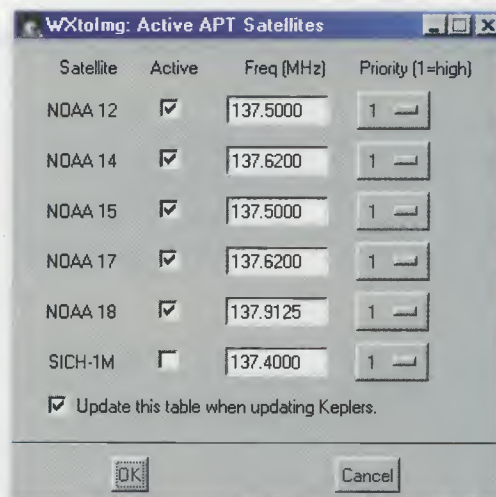 WXtoImg: Active APT Satellites
Satellite Active Freq (MHz) Priority (1=high)
NOAA 12 137.5000 1
NOAA 14 137.6200 1
NOAA 15 137.5000 1
NOAA 17 137.6200 1
NOAA 18 137.9125 1
SICH-1M 137.4000 1
Update this table when updating Keplers.
OK Cancel